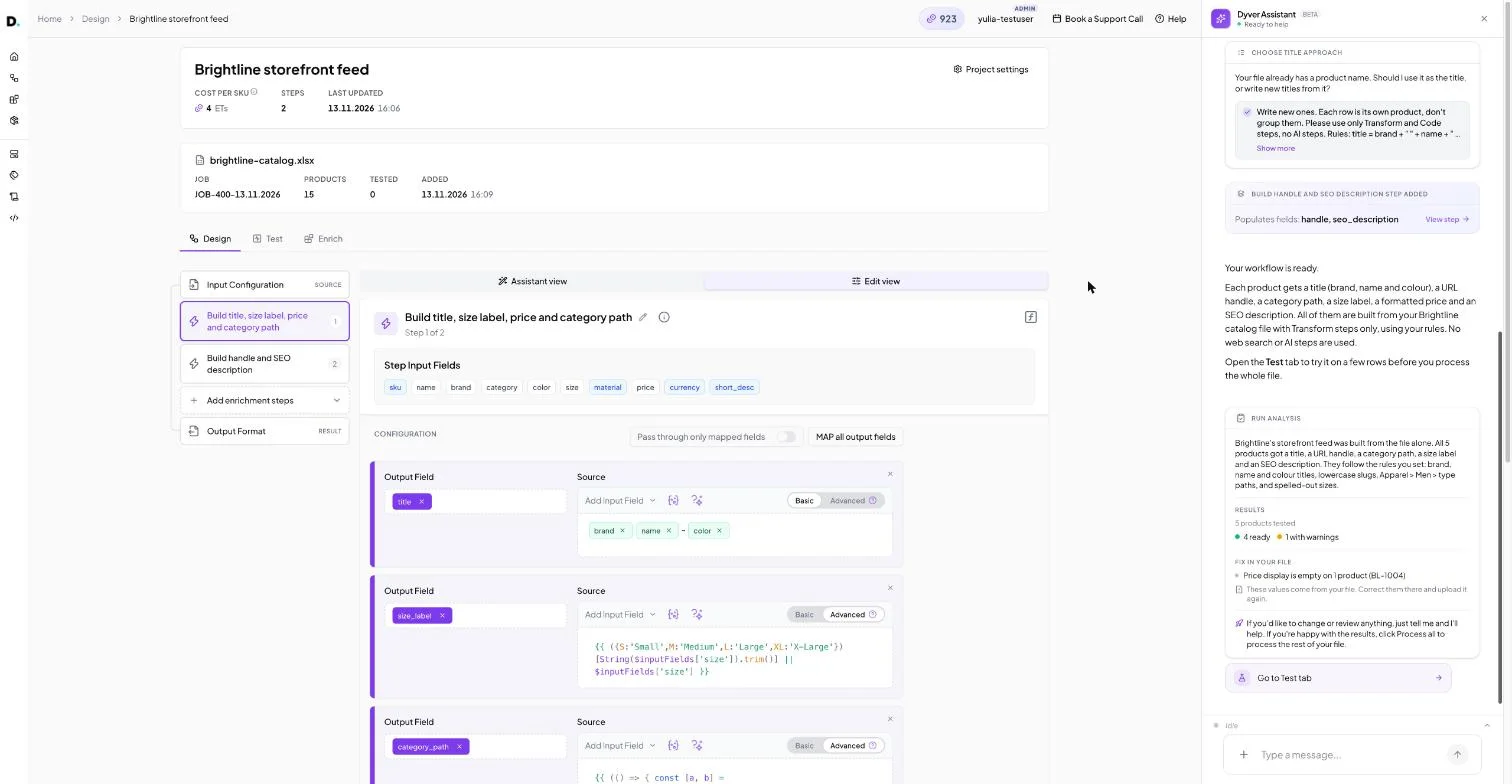 D.
Home > Design > Brightline storefront feed
923
ADMIN
yulia-testuser
Book a Support Call
Help
Brightline storefront feed
Project settings
COST PER SKU
STEPS
LAST UPDATED
4 ETs
2
13.11.2026 16:06
brightline-catalog.xlsx
JOB
PRODUCTS
TESTED
ADDED
JOB-400-13.11.2026
15
0
13.11.2026 16:09
Design
Test
Enrich
Input Configuration
SOURCE
Build title, size label, price
and category path
1
Build handle and SEO
description
2
Add enrichment steps
Output Format
RESULT
Assistant view
Edit view
Build title, size label, price and category path
Step 1 of 2
Step Input Fields
sku
name
brand
category
color
size
material
price
currency
short_desc
CONFIGURATION
Pass through only mapped fields
MAP all output fields
Output Field
Source
title ×
Add Input Field
Basic
Advanced
brand × name × - color ×
Output Field
Source
size_label ×
Add Input Field
Basic
Advanced
{{ ({S:'Small',M:'Medium',L:'Large',XL:'X-Large'})
[String($inputFields['size']).trim()] ||
$inputFields['size'] }}
Output Field
Source
category_path ×
Add Input Field
Basic
Advanced
{{ (() => { const [a, b] =
DyverAssistant BETA
Ready to help
CHOOSE TITLE APPROACH
Your file already has a product name. Should I use it as the title,
or write new titles from it?
Write new ones. Each row is its own product, don't
group them. Please use only Transform and Code
steps, no AI steps. Rules: title = brand + " " + name + " ...
Show more
BUILD HANDLE AND SEO DESCRIPTION STEP ADDED
Populates fields: handle, seo_description
View step →
Your workflow is ready.
Each product gets a title (brand, name and colour), a URL
handle, a category path, a size label, a formatted price and an
SEO description. All of them are built from your Brightline
catalog file with Transform steps only, using your rules. No
web search or AI steps are used.
Open the Test tab to try it on a few rows before you process
the whole file.
RUN ANALYSIS
Brightline's storefront feed was built from the file alone. All 5
products got a title, a URL handle, a category path, a size label
and an SEO description. They follow the rules you set: brand,
name and colour titles, lowercase slugs, Apparel > Men > type
paths, and spelled-out sizes.
RESULTS
5 products tested
4 ready
1 with warnings
FIX IN YOUR FILE
Price display is empty on 1 product (BL-1004)
These values come from your file. Correct them there and upload it
again.
If you'd like to change or review anything, just tell me and I'll
help. If you're happy with the results, click Process all to
process the rest of your file.
Go to Test tab
Idle
Type a message...